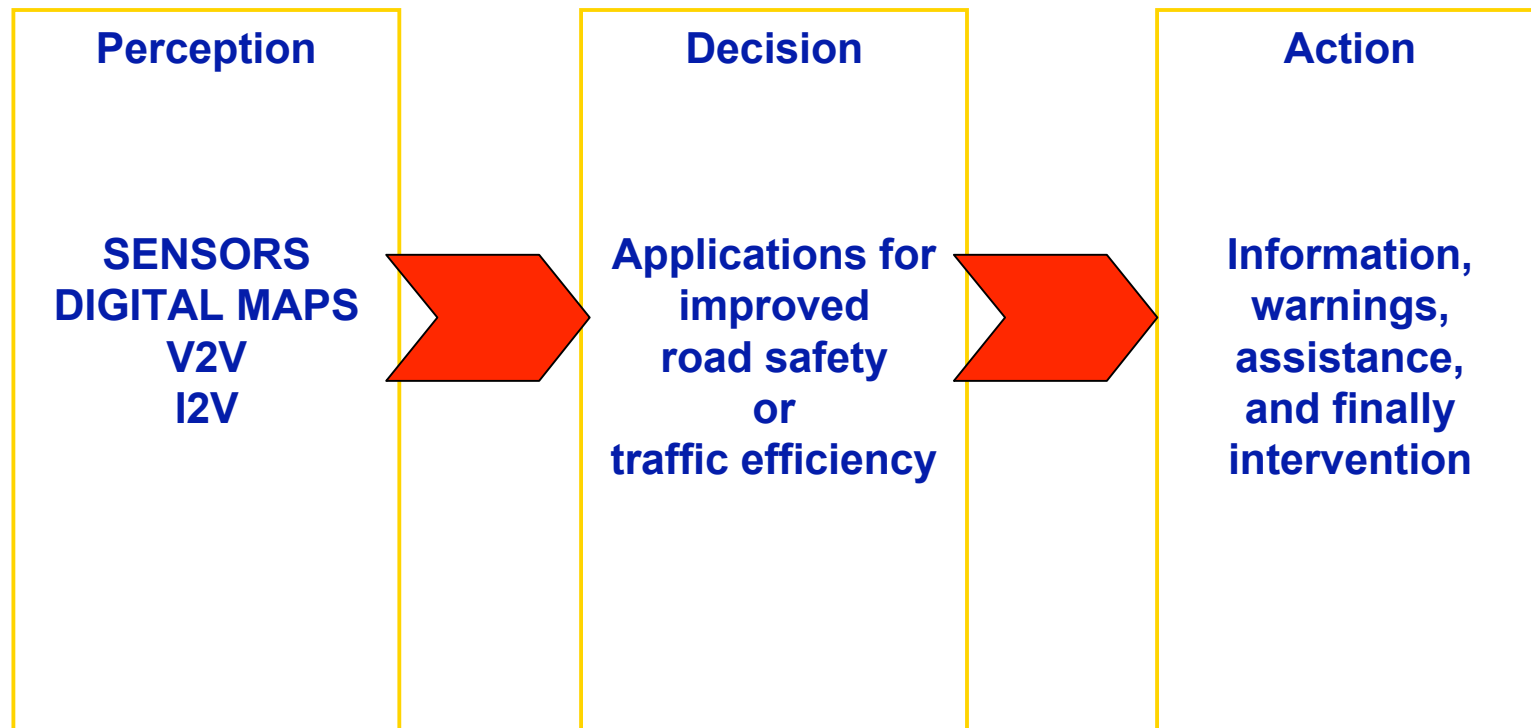 Perception
SENSORS
DIGITAL MAPS
V2V
I2V
Decision
Applications for
improved
road safety
or
traffic efficiency
Action
Information,
warnings,
assistance,
and finally
intervention